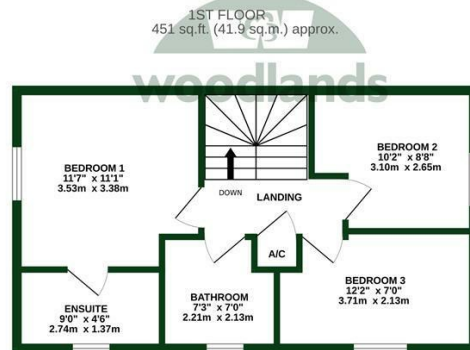 1ST FLOOR
451 sq.ft. (41.9 sq.m.) approx.
woodlands
BEDROOM 1
11'7" x 11'1"
3.53m x 3.38m
DOWN
LANDING
BEDROOM 2
10'2" x 8'8"
3.10m x 2.65m
A/C
ENSUITE
9'0" x 4'6"
2.74m x 1.37m
BATHROOM
7'3" x 7'0"
2.21m x 2.13m
BEDROOM 3
12'2" x 7'0"
3.71m x 2.13m